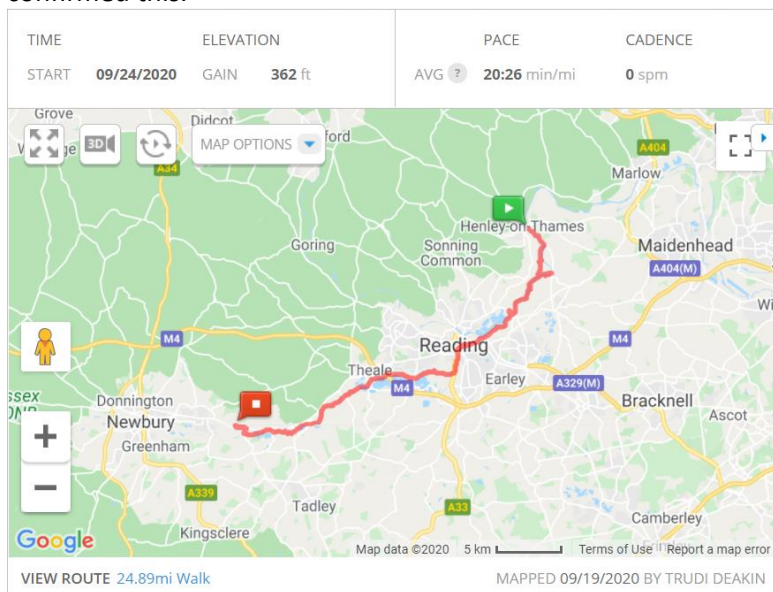 TIME ELEVATION PACE CADENCE
START 09/24/2020 GAIN 362 ft AVG ? 20:26 min/mi 0 spm
Grove
Didcot
3D MAP OPTIONS
A34
A404
Marlow
Henley-on-Thames
Goring
Sonning
Common
Maidenhead
A404(M)
M4
Reading
M4
Theale
Earley
M4
A329(M)
Donnington
Bracknell
Newbury
Ascot
Greenham
A339
Tadley
A33
Camberley
Kingsclere
Google
Map data ©2020 5 km Terms of Use Report a map error
VIEW ROUTE 24.89mi Walk MAPPED 09/19/2020 BY TRUDI DEAKIN